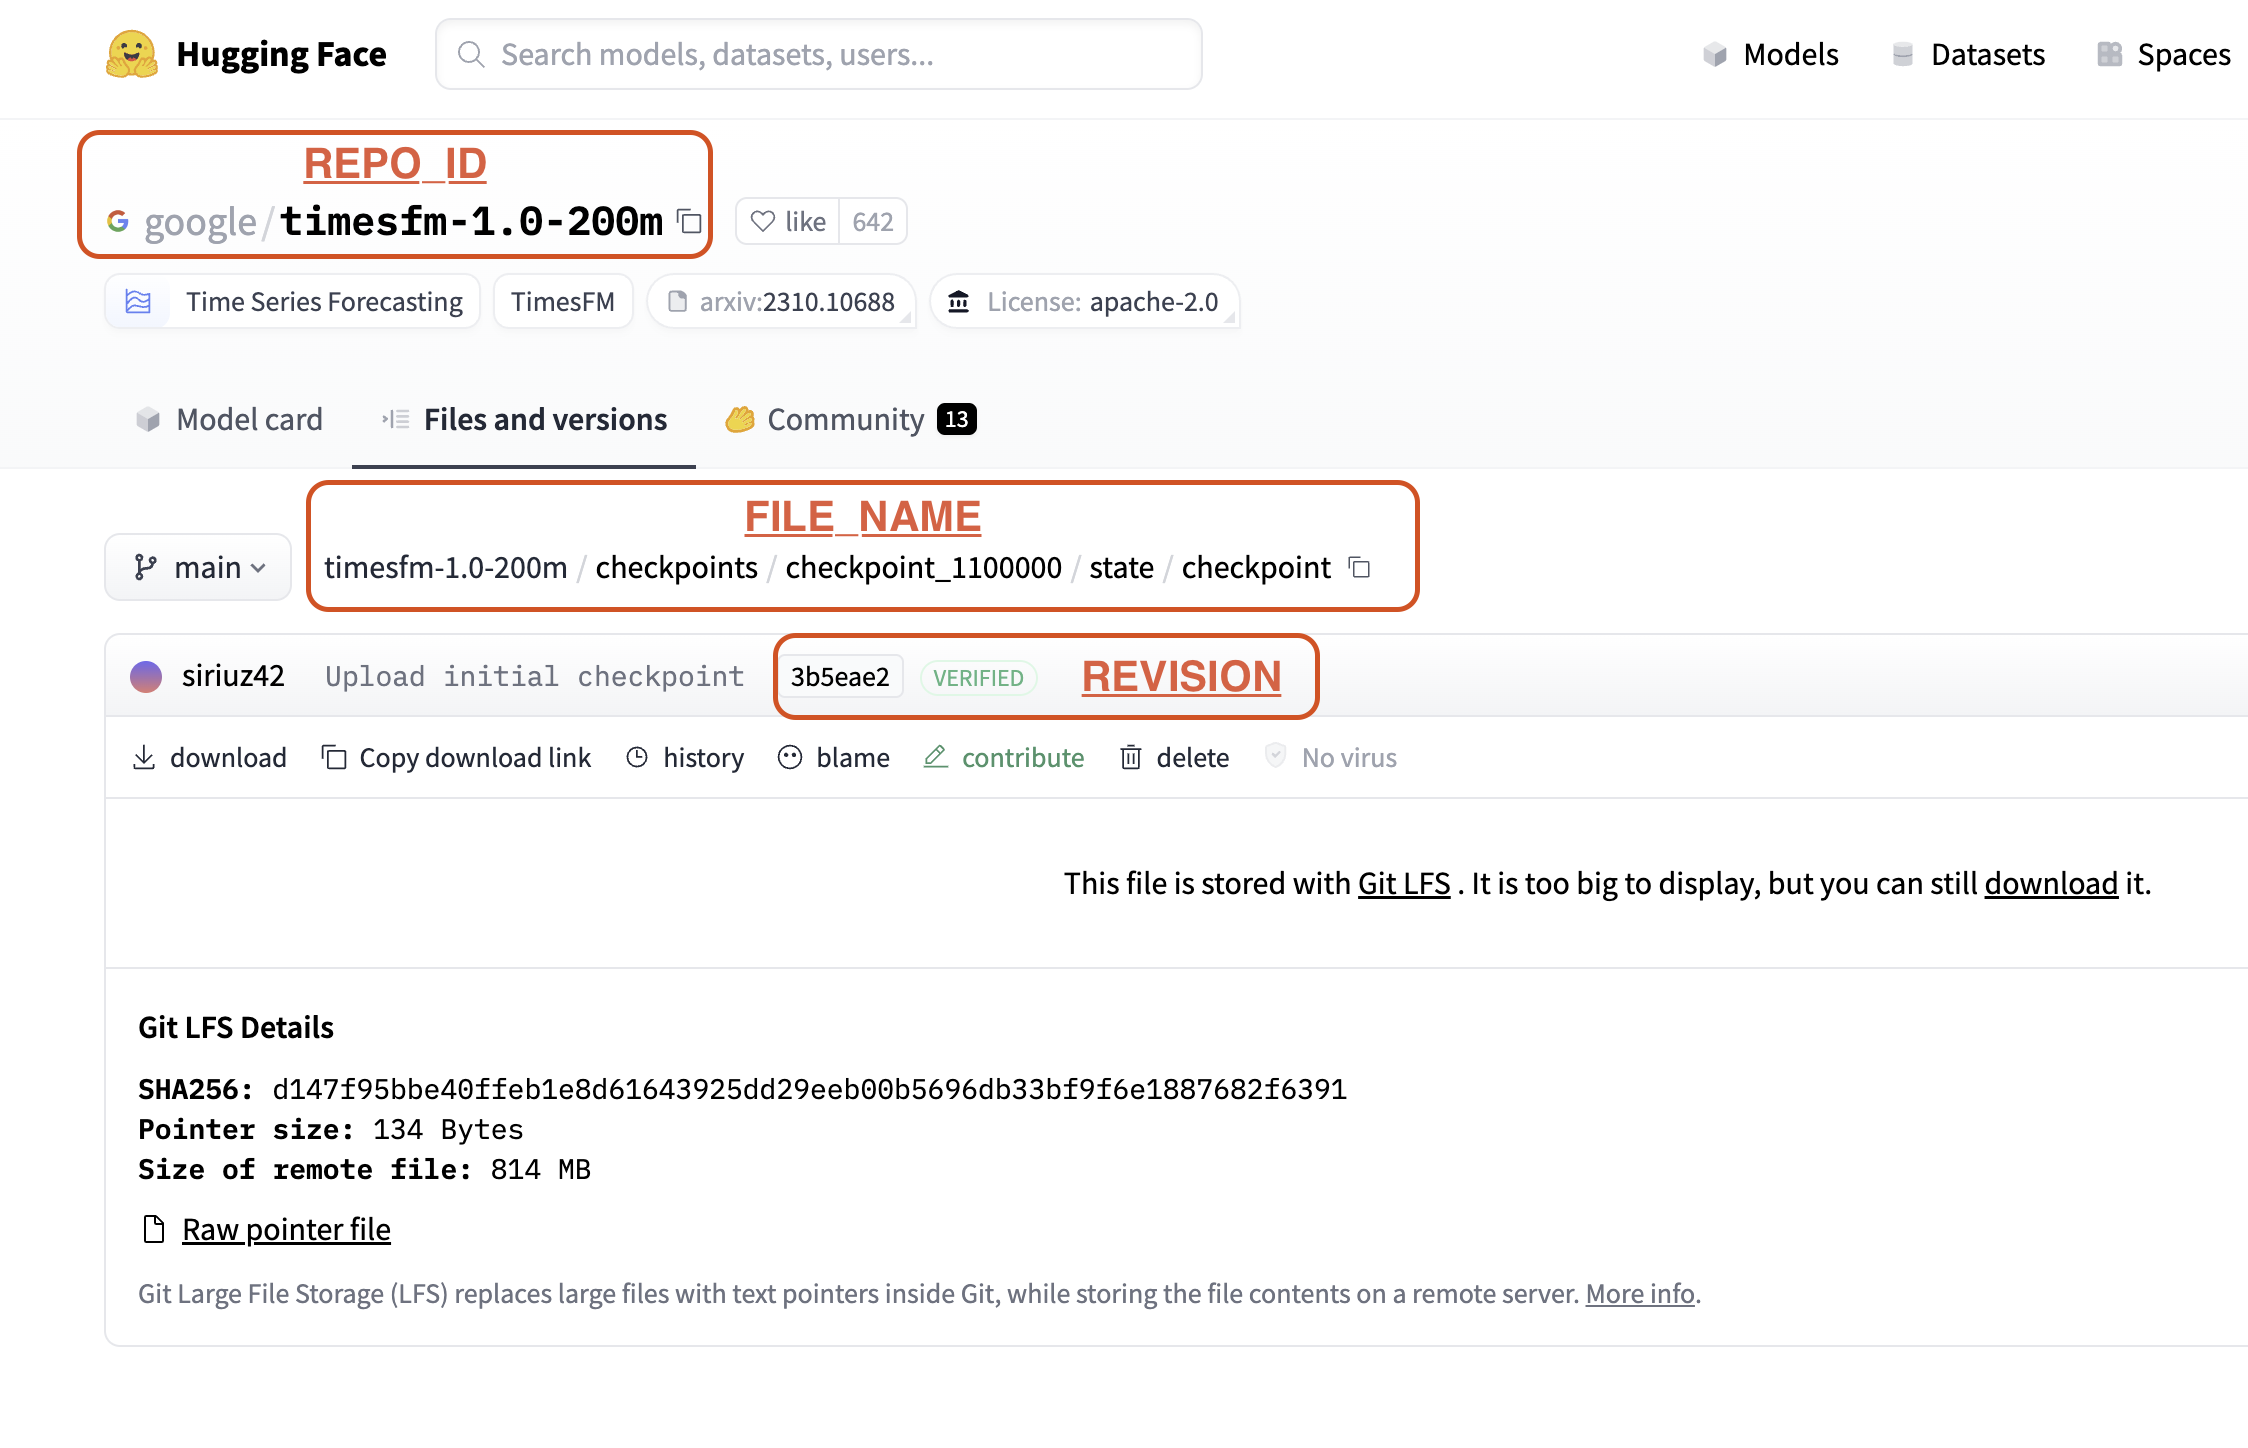 Hugging Face Search models, datasets, users... Models Datasets Spaces
REPO_ID
google/timesfm-1.0-200m like 642
Time Series Forecasting TimesFM arxiv:2310.10688 License: apache-2.0
Model card Files and versions Community 13
FILE_NAME
main timesfm-1.0-200m / checkpoints / checkpoint_1100000 / state / checkpoint
siriuz42 Upload initial checkpoint 3b5eae2 VERIFIED REVISION
download Copy download link history blame contribute delete No virus
This file is stored with Git LFS . It is too big to display, but you can still download it.
Git LFS Details
SHA256: d147f95bbe40ffeb1e8d61643925dd29eeb00b5696db33bf9f6e1887682f6391
Pointer size: 134 Bytes
Size of remote file: 814 MB
Raw pointer file
Git Large File Storage (LFS) replaces large files with text pointers inside Git, while storing the file contents on a remote server. More info.